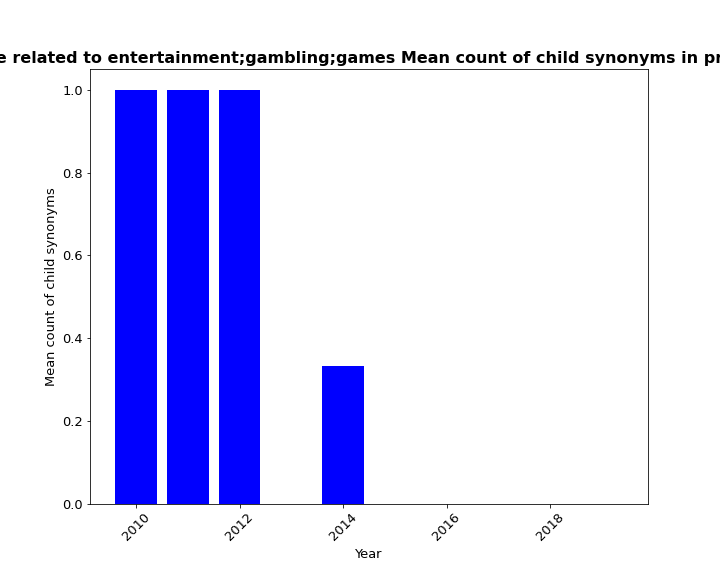 e related to entertainment;gambling;games Mean count of child synonyms in pr
1.0
0.8
0.6
0.4
0.2
0.0
Mean count of child synonyms
2010 2012 2014 2016 2018
Year